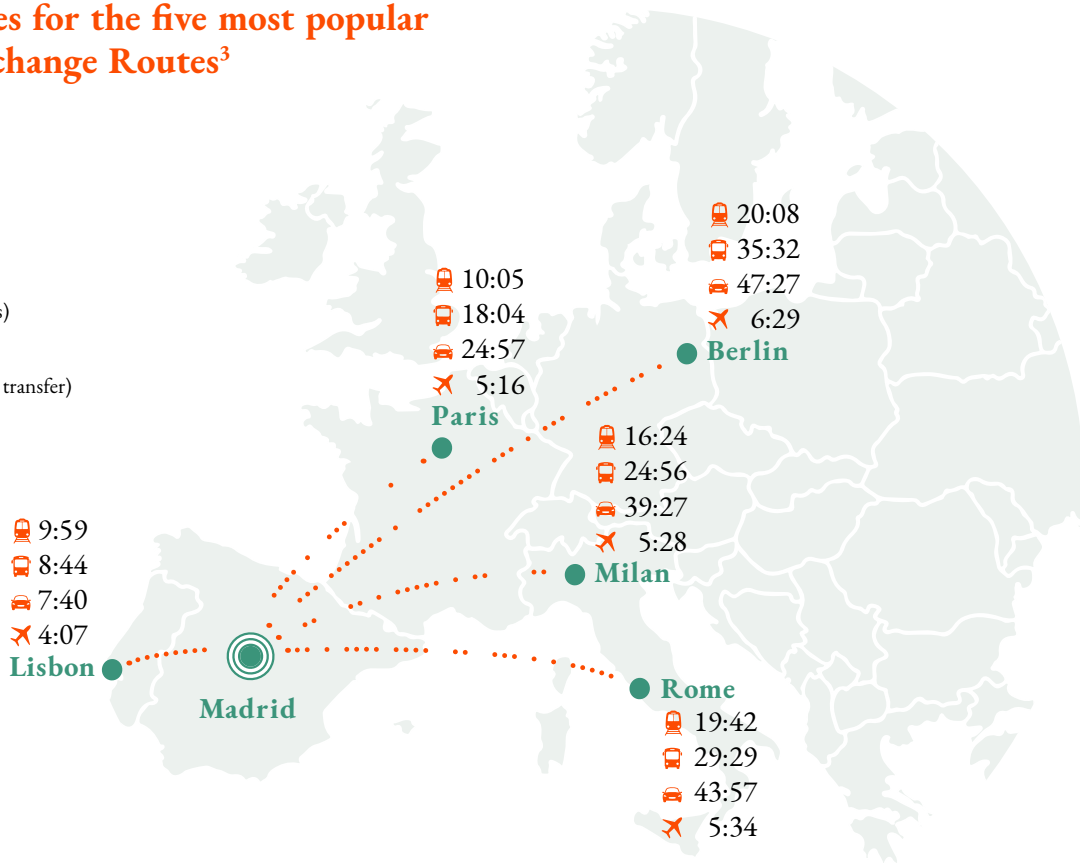 es for the five most popular
change Routes³
s)
transfer)
20:08
35:32
47:27
6:29
Berlin
10:05
18:04
24:57
5:16
Paris
16:24
24:56
39:27
5:28
Milan
9:59
8:44
7:40
4:07
Lisbon
Madrid
Rome
19:42
29:29
43:57
5:34